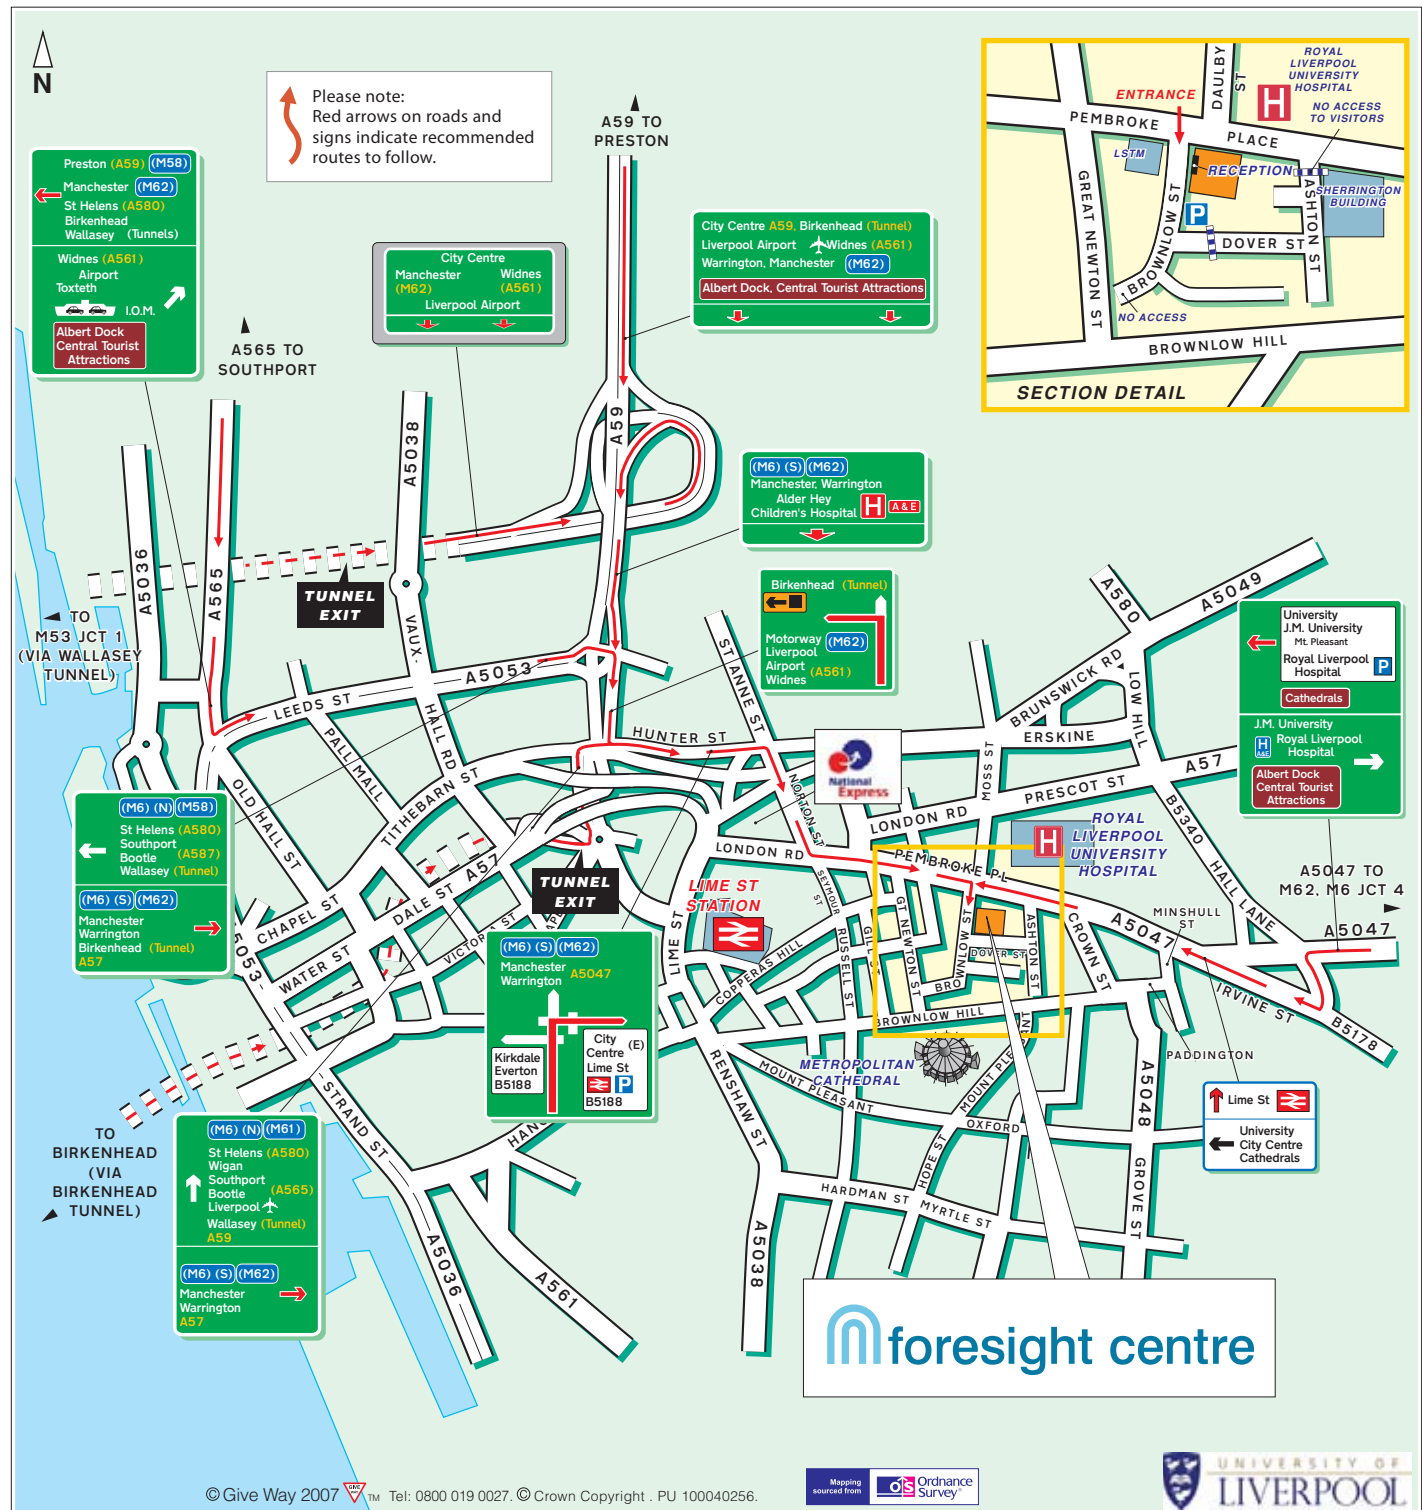 N
Please note:
Red arrows on roads and
signs indicate recommended
routes to follow.
A59 TO
PRESTON
Preston (A59) (M58)
Manchester (M62)
St Helens (A580)
Birkenhead
Wallasey (Tunnels)
Widnes (A561)
Airport
Toxteth
I.O.M.
Albert Dock
Central Tourist
Attractions
City Centre
Manchester Widnes
(M62) (A561)
Liverpool Airport
City Centre A59, Birkenhead (Tunnel)
Liverpool Airport Widnes (A561)
Warrington, Manchester (M62)
Albert Dock, Central Tourist Attractions
ENTRANCE
DAULBY ST
H
ROYAL
LIVERPOOL
UNIVERSITY
HOSPITAL
NO ACCESS
TO VISITORS
PEMBROKE PLACE
LSTM
RECEPTION
SHERRINGTON
BUILDING
P
GREAT NEWTON ST
BROWNLOW ST
DOVER ST
ASHTON ST
NO ACCESS
BROWNLOW HILL
SECTION DETAIL
A565 TO
SOUTHPORT
A59
A5038
A5036
A565
(M6) (S) (M62)
Manchester, Warrington
Alder Hey
Children's Hospital H A&E
TUNNEL
EXIT
TO
M53 JCT 1
(VIA WALLASEY
TUNNEL)
VAUX-
HALL RD
Birkenhead (Tunnel)
Motorway (M62)
Liverpool
Airport
Widnes (A561)
A580
A5049
University
J.M. University
Mt. Pleasant
Royal Liverpool
Hospital P
Cathedrals
J.M. University
H A&E Royal Liverpool
Hospital
Albert Dock
Central Tourist
Attractions
A5053
LEEDS ST
ST ANNE ST
HUNTER ST
BRUNSWICK RD
LOW HILL
ERSKINE
PALL MALL
OLD HALL ST
TITHEBARN ST
NORTON ST
National
Express
MOSS ST
PRESCOT ST
A57
LONDON RD
B5340
HALL LANE
(M6) (N) (M58)
St Helens (A580)
Southport
Bootle (A587)
Wallasey (Tunnel)
(M6) (S) (M62)
Manchester
Warrington
Birkenhead (Tunnel)
A57
H
ROYAL
LIVERPOOL
UNIVERSITY
HOSPITAL
LONDON RD
PEMBROKE PL
A57
DALE ST
TUNNEL
EXIT
LIME ST
STATION
SEYMOUR ST
CHAPEL ST
WATER ST
LIME ST
COPPERAS HILL
RUSSELL ST
GT NEWTON ST
BROWNLOW ST
DOVER ST
ASHTON ST
CROWN ST
A5047
MINSHULL
ST
A5047 TO
M62, M6 JCT 4
A5047
IRVINE ST
B5178
PADDINGTON
(M6) (S) (M62)
Manchester A5047
Warrington
Kirkdale
Everton
B5188
City (E)
Centre
Lime St
P
B5188
BROWNLOW HILL
METROPOLITAN
CATHEDRAL
MOUNT PLEASANT
OXFORD
RENSHAW ST
HOPE ST
HARDMAN ST
MYRTLE ST
A5048
GROVE ST
Lime St
University
City Centre
Cathedrals
STRAND ST
TO
BIRKENHEAD
(VIA
BIRKENHEAD
TUNNEL)
(M6) (N) (M61)
St Helens (A580)
Wigan
Southport
Bootle (A565)
Liverpool
Wallasey (Tunnel)
A59
(M6) (S) (M62)
Manchester
Warrington
A57
A5036
A561
A5038
foresight centre
© Give Way 2007 GIVE WAY TM Tel: 0800 019 0027. © Crown Copyright . PU 100040256.
Mapping
sourced from
OS Ordnance
Survey®
UNIVERSITY OF
LIVERPOOL